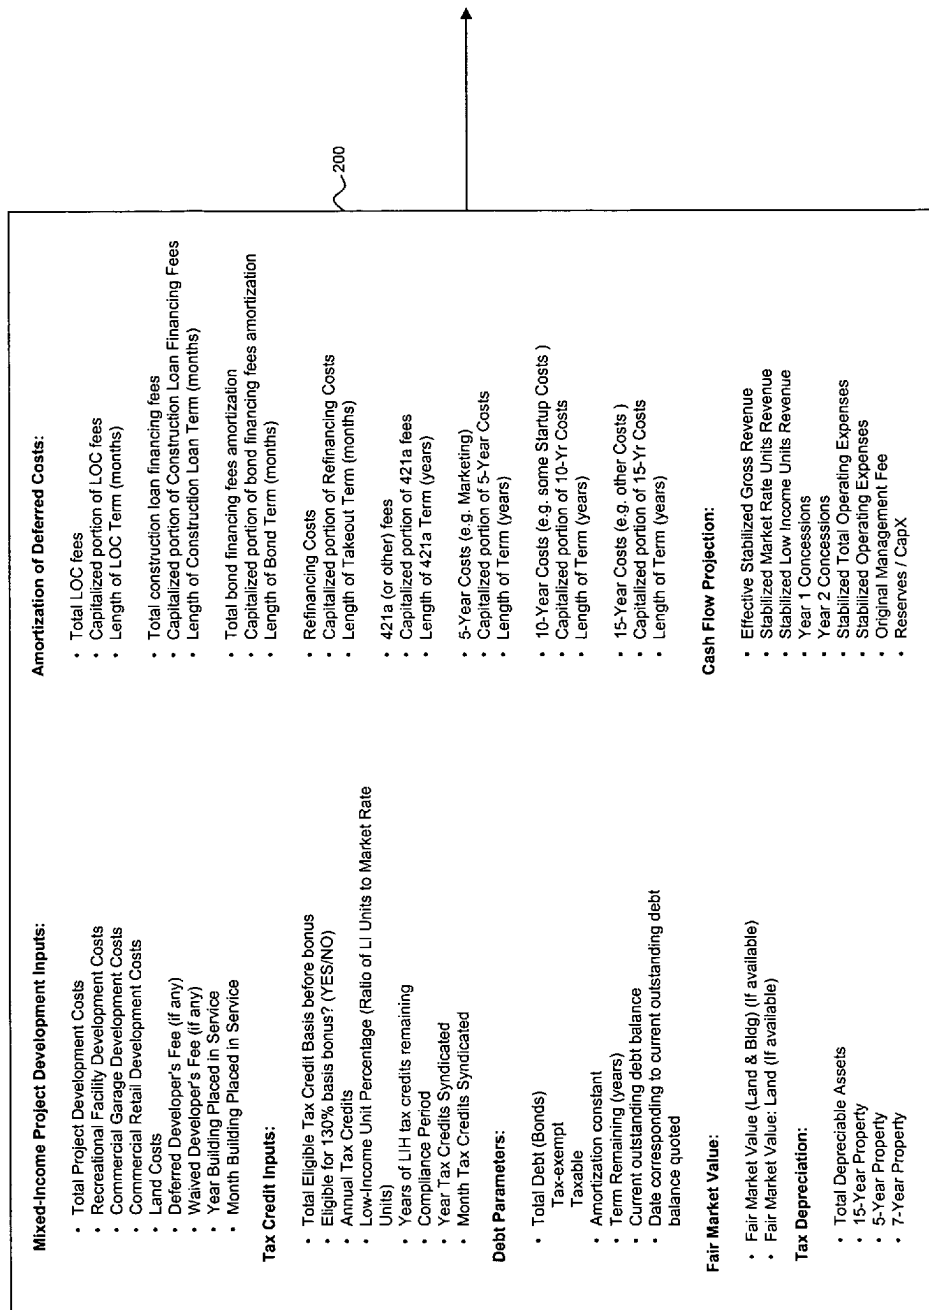 Mixed-Income Project Development Inputs:
• Total Project Development Costs
• Recreational Facility Development Costs
• Commercial Garage Development Costs
• Commercial Retail Development Costs
• Land Costs
• Deferred Developer's Fee (if any)
• Waived Developer's Fee (if any)
• Year Building Placed in Service
• Month Building Placed in Service
Tax Credit Inputs:
• Total Eligible Tax Credit Basis before bonus
• Eligible for 130% basis bonus? (YES/NO)
• Annual Tax Credits
• Low-Income Unit Percentage (Ratio of LI Units to Market Rate
Units)
• Years of LIH tax credits remaining
• Compliance Period
• Year Tax Credits Syndicated
• Month Tax Credits Syndicated
Debt Parameters:
• Total Debt (Bonds)
Tax-exempt
Taxable
• Amortization constant
• Term Remaining (years)
• Current outstanding debt balance
• Date corresponding to current outstanding debt
balance quoted
Fair Market Value:
• Fair Market Value (Land & Bldg) (If available)
• Fair Market Value: Land (If available)
Tax Depreciation:
• Total Depreciable Assets
• 15-Year Property
• 5-Year Property
• 7-Year Property
Amortization of Deferred Costs:
• Total LOC fees
• Capitalized portion of LOC fees
• Length of LOC Term (months)
• Total construction loan financing fees
• Capitalized portion of Construction Loan Financing Fees
• Length of Construction Loan Term (months)
• Total bond financing fees amortization
• Capitalized portion of bond financing fees amortization
• Length of Bond Term (months)
• Refinancing Costs
• Capitalized portion of Refinancing Costs
• Length of Takeout Term (months)
• 421a (or other) fees
• Capitalized portion of 421a fees
• Length of 421a Term (years)
• 5-Year Costs (e.g. Marketing)
• Capitalized portion of 5-Year Costs
• Length of Term (years)
• 10-Year Costs (e.g. some Startup Costs )
• Capitalized portion of 10-Yr Costs
• Length of Term (years)
• 15-Year Costs (e.g. other Costs )
• Capitalized portion of 15-Yr Costs
• Length of Term (years)
Cash Flow Projection:
• Effective Stabilized Gross Revenue
• Stabilized Market Rate Units Revenue
• Stabilized Low Income Units Revenue
• Year 1 Concessions
• Year 2 Concessions
• Stabilized Total Operating Expenses
• Stabilized Operating Expenses
• Original Management Fee
• Reserves / CapX
200